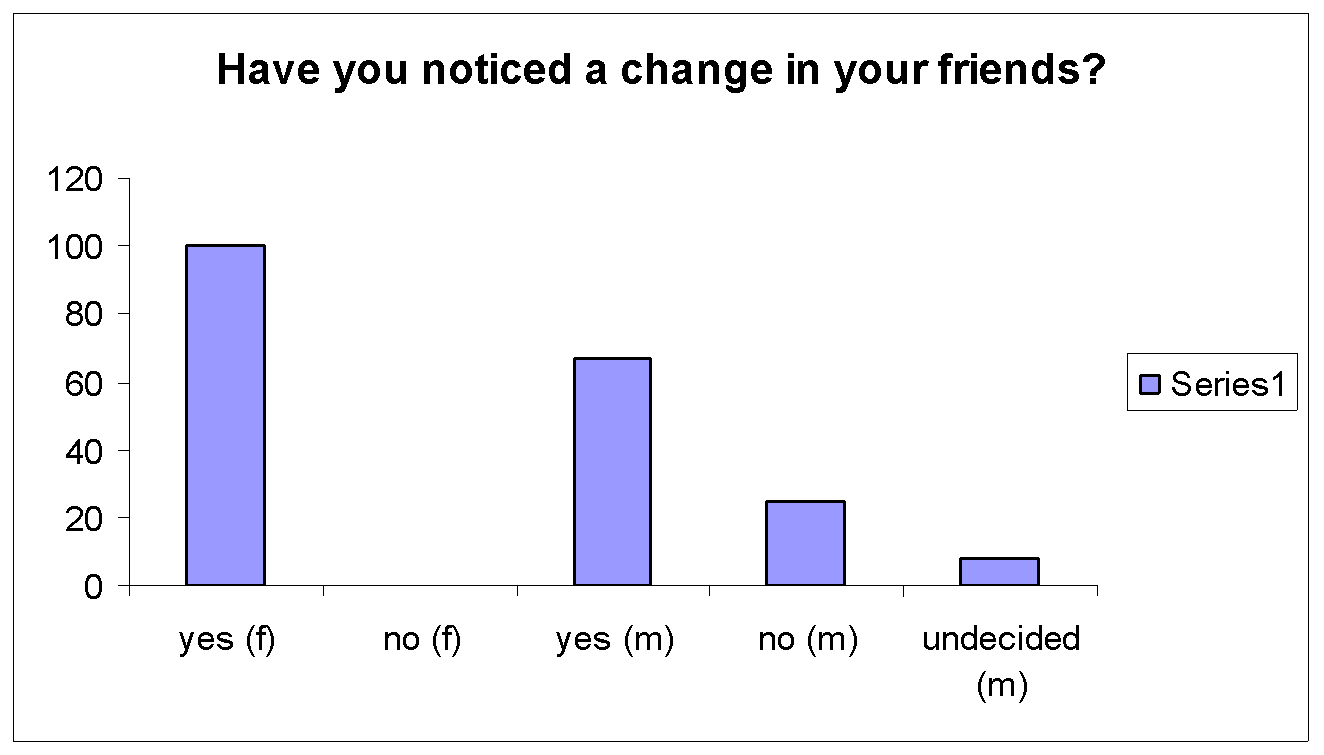 Have you noticed a change in your friends?
120
100
80
60
40
20
0
yes (f)
no (f)
yes (m)
no (m)
undecided
(m)
Series1